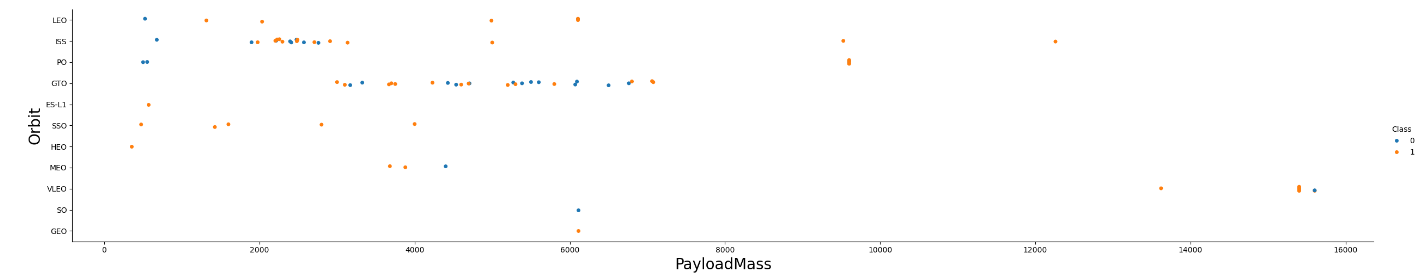 LEO
ISS
PO
GTO
ES-L1
SSO
HEO
MEO
VLEO
SO
GEO
Orbit
0 2000 4000 6000 8000 10000 12000 14000 16000
PayloadMass
Class
0
1